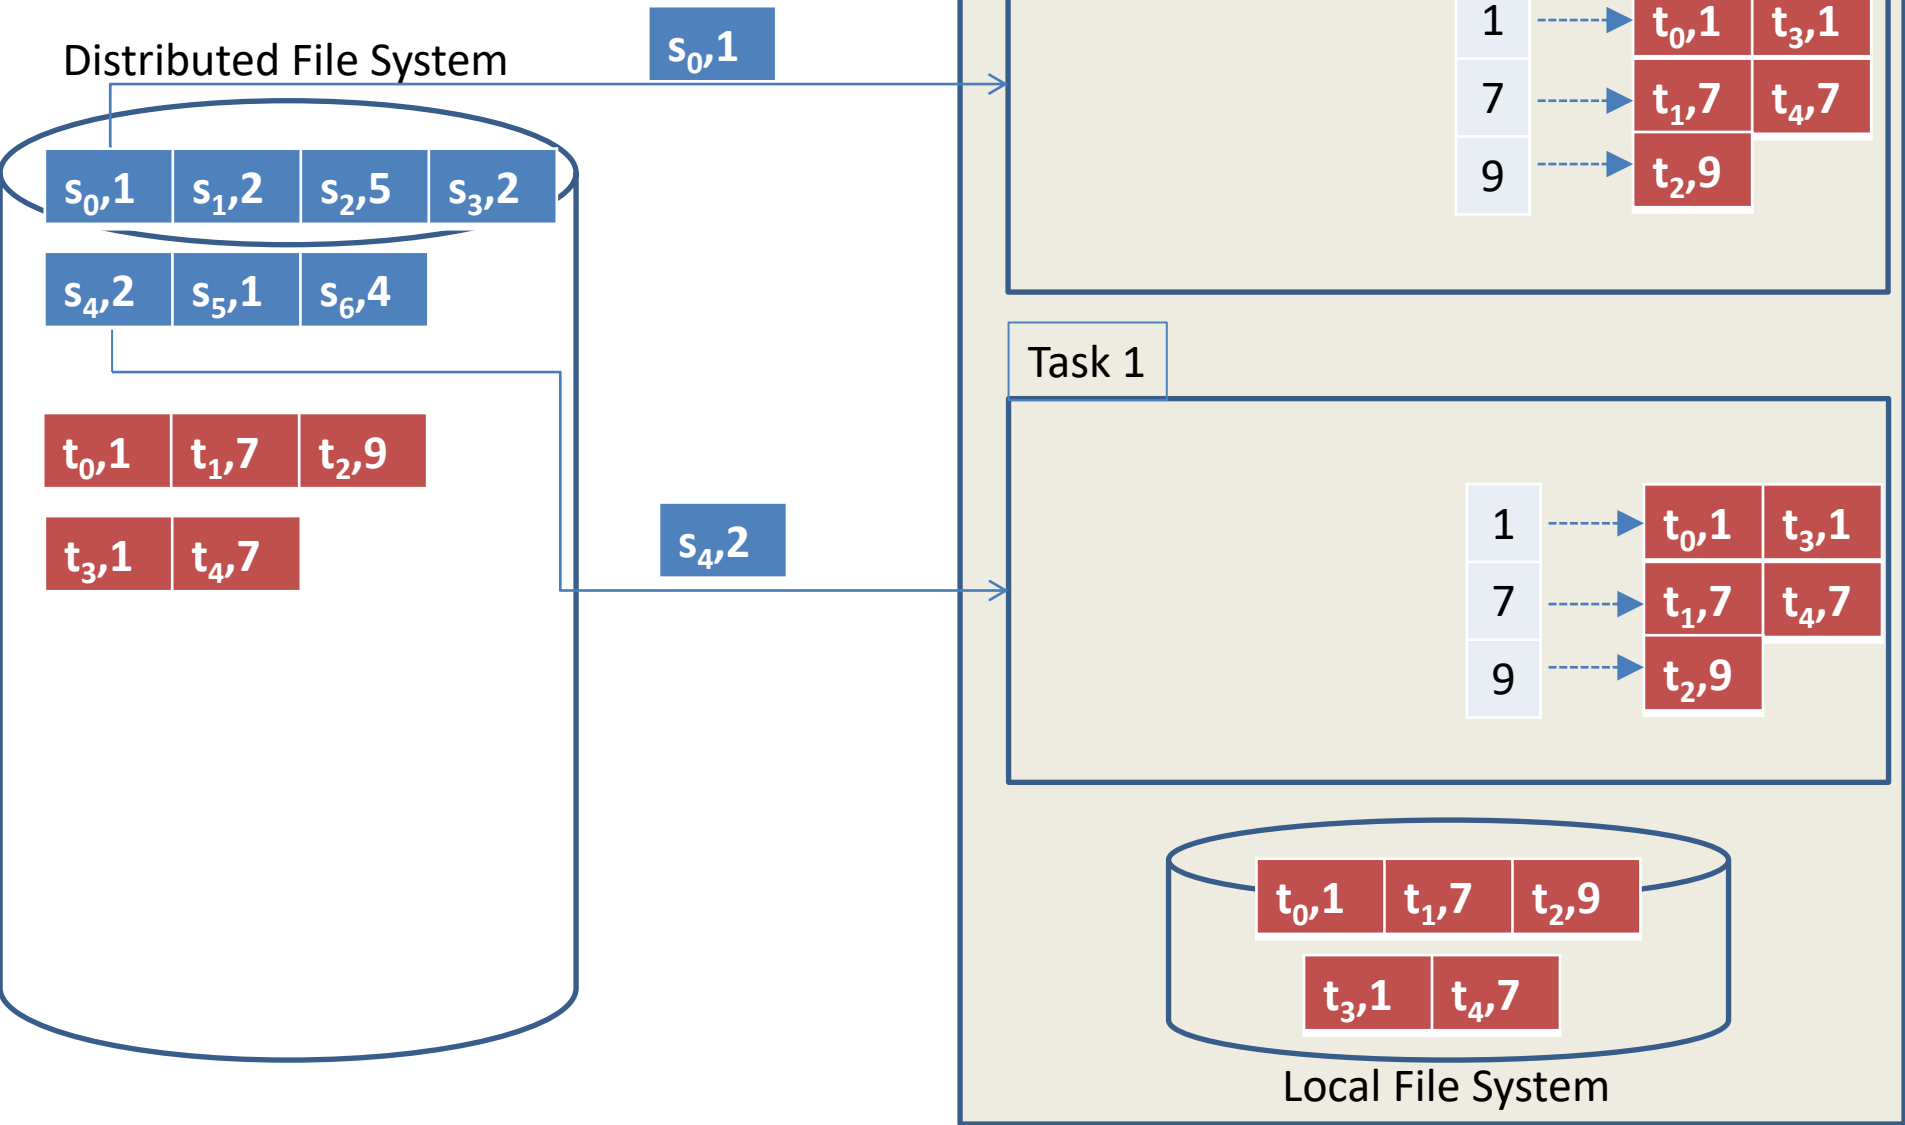 Distributed File System
s₀,1
s₀,1 s₁,2 s₂,5 s₃,2
s₄,2 s₅,1 s₆,4
t₀,1 t₁,7 t₂,9
t₃,1 t₄,7
s₄,2
1 t₀,1 t₃,1
7 t₁,7 t₄,7
9 t₂,9
Task 1
1 t₀,1 t₃,1
7 t₁,7 t₄,7
9 t₂,9
t₀,1 t₁,7 t₂,9
t₃,1 t₄,7
Local File System